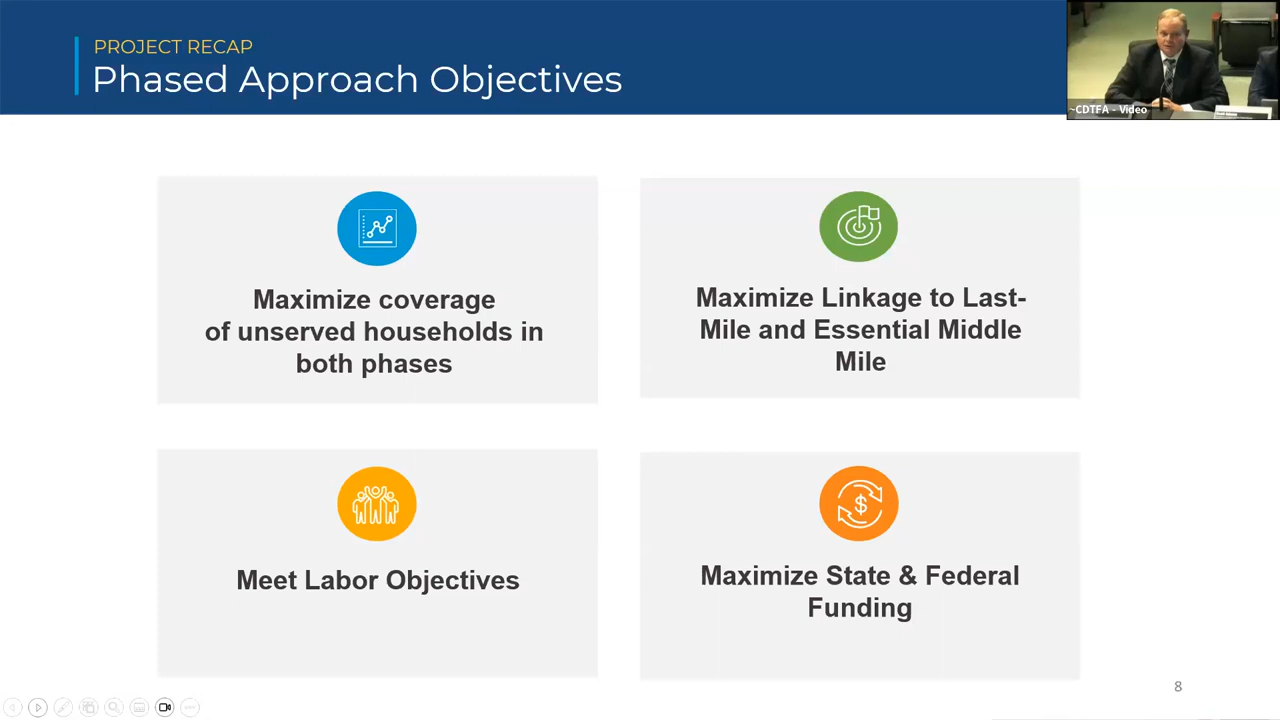 PROJECT RECAP
Phased Approach Objectives
~CDTFA - Video
Maximize coverage
of unserved households in
both phases
Maximize Linkage to Last-
Mile and Essential Middle
Mile
Meet Labor Objectives
$
Maximize State & Federal
Funding
8